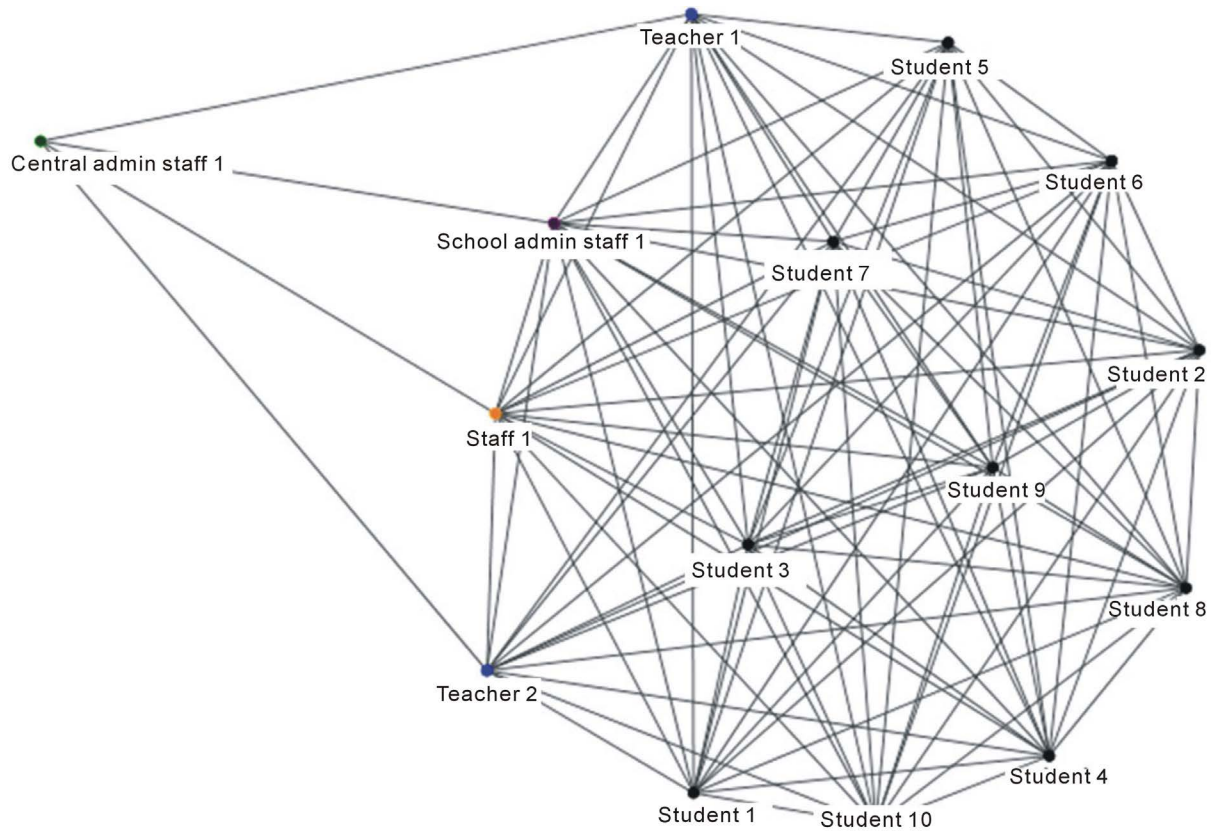 Teacher 1
Student 5
Central admin staff 1
Student 6
School admin staff 1
Student 7
Student 2
Staff 1
Student 9
Student 3
Student 8
Teacher 2
Student 4
Student 1
Student 10